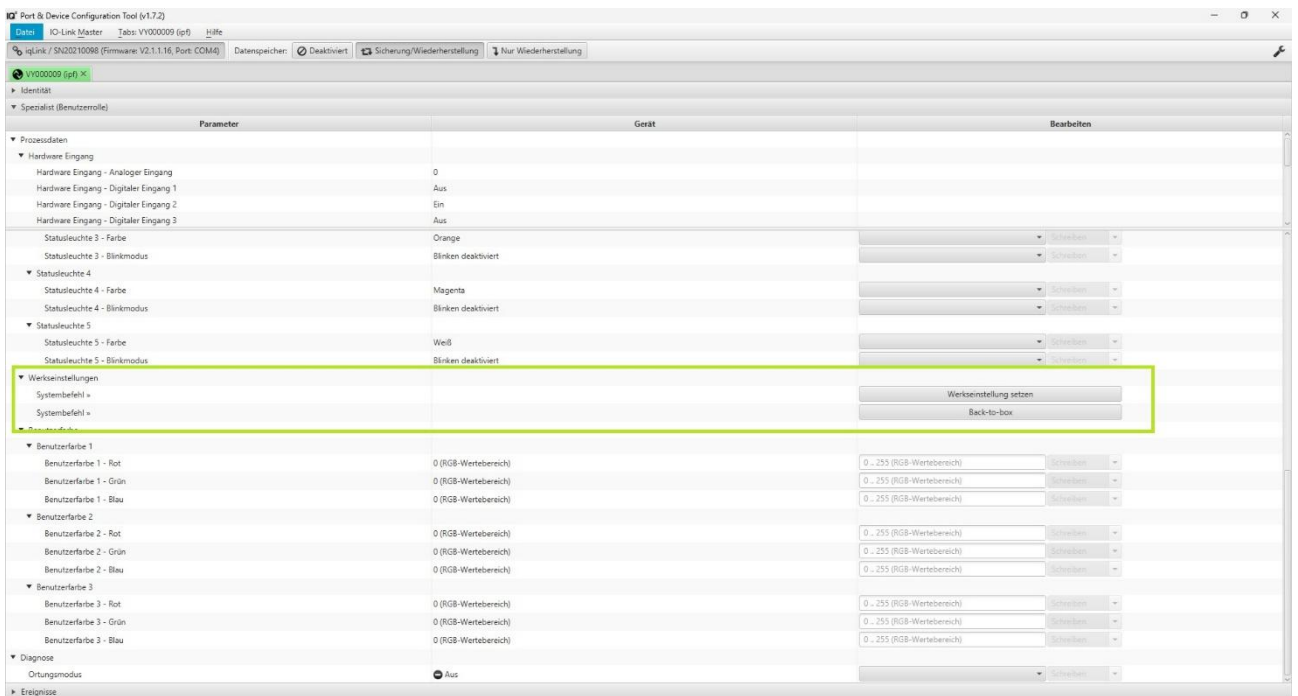 IQ² Port & Device Configuration Tool (v1.7.2)
Datei IO-Link Master Tabs: VY000009 (ipf) Hilfe
iqLink / SN20210098 (Firmware: V2.1.1.16, Port: COM4) Datenspeicher: Deaktiviert Sicherung/Wiederherstellung Nur Wiederherstellung
VY000009 (ipf)
Identität
Spezialist (Benutzerrolle)
Parameter Gerät Bearbeiten
Prozessdaten
Hardware Eingang
Hardware Eingang - Analoger Eingang 0
Hardware Eingang - Digitaler Eingang 1 Aus
Hardware Eingang - Digitaler Eingang 2 Ein
Hardware Eingang - Digitaler Eingang 3 Aus
Statusleuchte 3 - Farbe Orange Schreiben
Statusleuchte 3 - Blinkmodus Blinken deaktiviert Schreiben
Statusleuchte 4
Statusleuchte 4 - Farbe Magenta Schreiben
Statusleuchte 4 - Blinkmodus Blinken deaktiviert Schreiben
Statusleuchte 5
Statusleuchte 5 - Farbe Weiß Schreiben
Statusleuchte 5 - Blinkmodus Blinken deaktiviert Schreiben
Werkseinstellungen
Systembefehl » Werkseinstellung setzen
Systembefehl » Back-to-box
Benutzerfarbe 1
Benutzerfarbe 1 - Rot 0 (RGB-Wertebereich) 0 .. 255 (RGB-Wertebereich) Schreiben
Benutzerfarbe 1 - Grün 0 (RGB-Wertebereich) 0 .. 255 (RGB-Wertebereich) Schreiben
Benutzerfarbe 1 - Blau 0 (RGB-Wertebereich) 0 .. 255 (RGB-Wertebereich) Schreiben
Benutzerfarbe 2
Benutzerfarbe 2 - Rot 0 (RGB-Wertebereich) 0 .. 255 (RGB-Wertebereich) Schreiben
Benutzerfarbe 2 - Grün 0 (RGB-Wertebereich) 0 .. 255 (RGB-Wertebereich) Schreiben
Benutzerfarbe 2 - Blau 0 (RGB-Wertebereich) 0 .. 255 (RGB-Wertebereich) Schreiben
Benutzerfarbe 3
Benutzerfarbe 3 - Rot 0 (RGB-Wertebereich) 0 .. 255 (RGB-Wertebereich) Schreiben
Benutzerfarbe 3 - Grün 0 (RGB-Wertebereich) 0 .. 255 (RGB-Wertebereich) Schreiben
Benutzerfarbe 3 - Blau 0 (RGB-Wertebereich) 0 .. 255 (RGB-Wertebereich) Schreiben
Diagnose
Ortungsmodus Aus Schreiben
Ereignisse